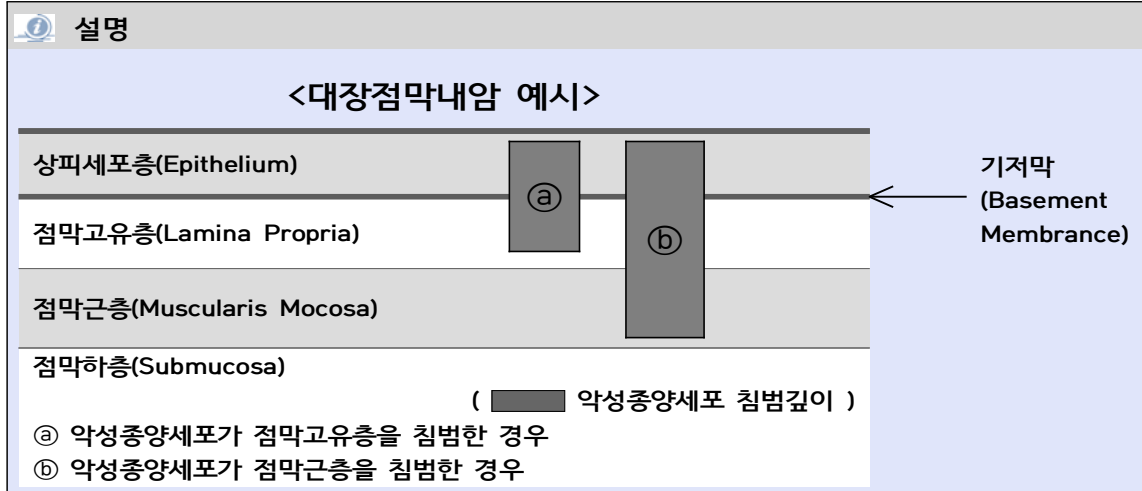 설명
<대장점막내암 예시>
상피세포층(Epithelium)
ⓐ
기저막
(Basement
Membrance)
점막고유층(Lamina Propria)
ⓑ
점막근층(Muscularis Mocosa)
점막하층(Submucosa)
( 악성종양세포 침범깊이 )
ⓐ 악성종양세포가 점막고유층을 침범한 경우
ⓑ 악성종양세포가 점막근층을 침범한 경우